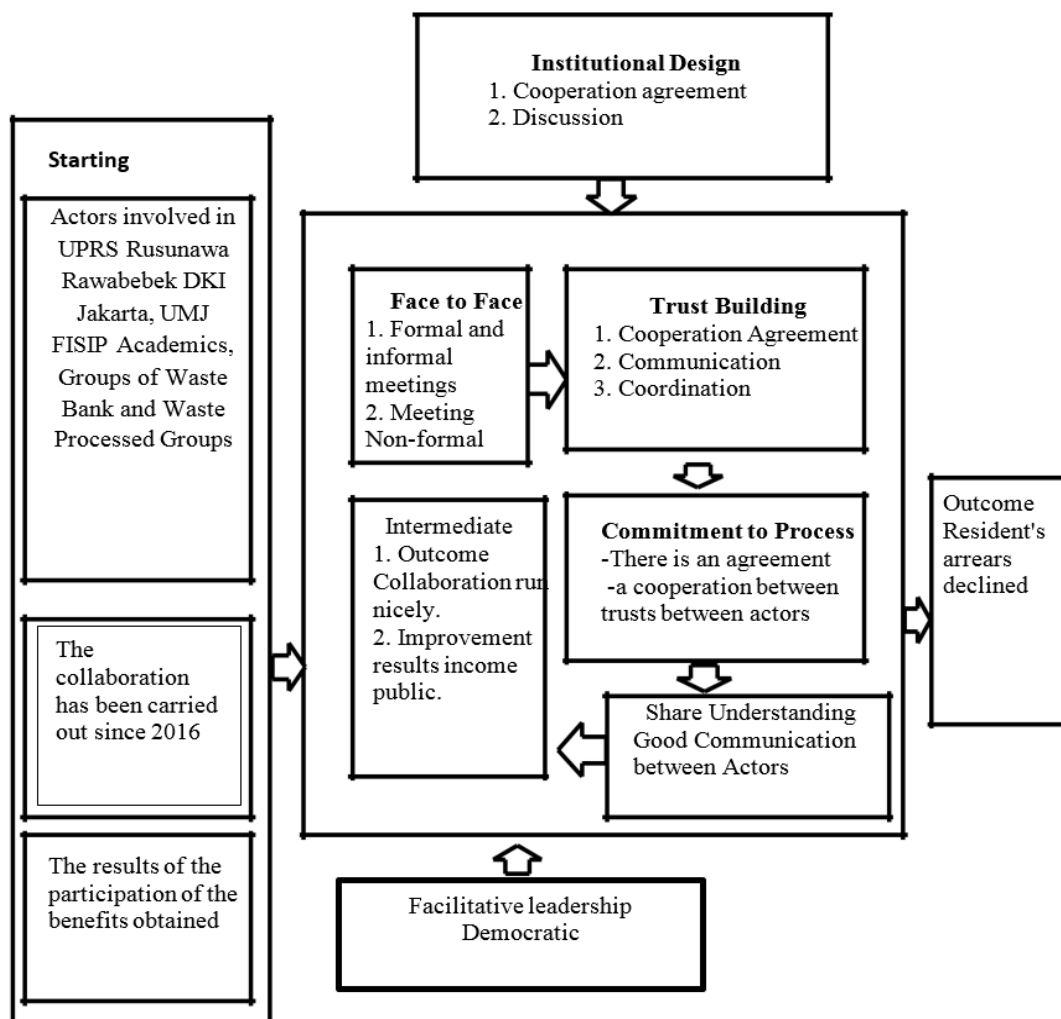 Institutional Design
1. Cooperation agreement
2. Discussion
Starting
Actors involved in
UPRS Rusunawa
Rawabebek DKI
Jakarta, UMJ
FISIP Academics,
Groups of Waste
Bank and Waste
Processed Groups
The
collaboration
has been carried
out since 2016
The results of the
participation of the
benefits obtained
Face to Face
1. Formal and
informal
meetings
2. Meeting
Non-formal
Trust Building
1. Cooperation Agreement
2. Communication
3. Coordination
Commitment to Process
-There is an agreement
-a cooperation between
trusts between actors
Share Understanding
Good Communication
between Actors
Intermediate
1. Outcome
Collaboration run
nicely.
2. Improvement
results income
public.
Facilitative leadership
Democratic
Outcome
Resident's
arrears
declined